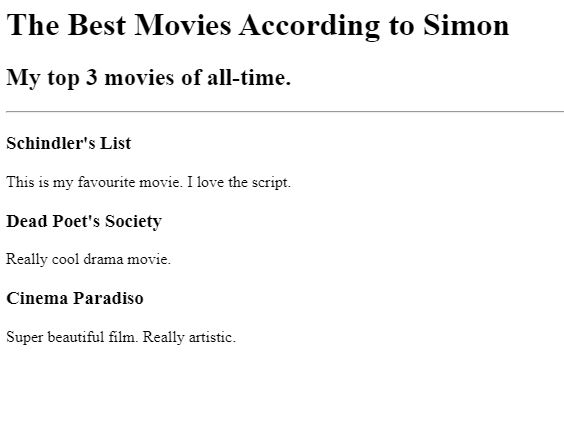 The Best Movies According to Simon
My top 3 movies of all-time.
Schindler's List
This is my favourite movie. I love the script.
Dead Poet's Society
Really cool drama movie.
Cinema Paradiso
Super beautiful film. Really artistic.